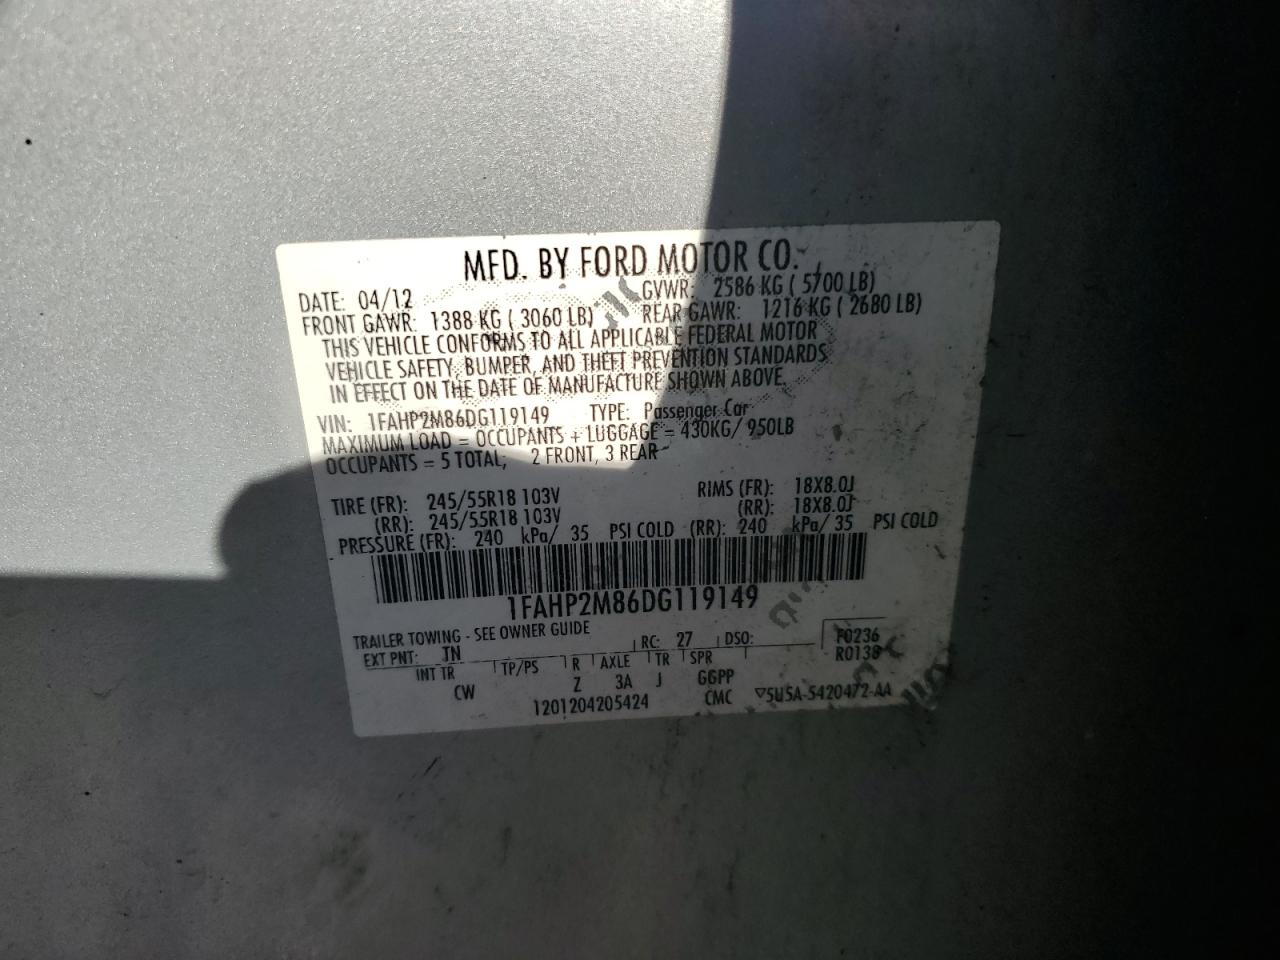 MFD. BY FORD MOTOR CO.
DATE: 04/12 GVWR: 2586 KG ( 5700 LB)
FRONT GAWR: 1388 KG ( 3060 LB) REAR GAWR: 1216 KG ( 2680 LB)
THIS VEHICLE CONFORMS TO ALL APPLICABLE FEDERAL MOTOR
VEHICLE SAFETY, BUMPER, AND THEFT PREVENTION STANDARDS
IN EFFECT ON THE DATE OF MANUFACTURE SHOWN ABOVE.
VIN: 1FAHP2M86DG119149 TYPE: Passenger Car
MAXIMUM LOAD = OCCUPANTS + LUGGAGE = 430KG/ 950LB
OCCUPANTS = 5 TOTAL; 2 FRONT, 3 REAR
TIRE (FR): 245/55R18 103V RIMS (FR): 18X8.0J
(RR): 245/55R18 103V (RR): 18X8.0J
PRESSURE (FR): 240 kPa/ 35 PSI COLD (RR): 240 kPa/ 35 PSI COLD
1FAHP2M86DG119149
TRAILER TOWING - SEE OWNER GUIDE
EXT PNT: JN RC: 27 DSO: F0236
R0138
INT TR TP/PS R AXLE TR SPR
CW Z 3A J GGPP
1201204205424 CMC ▽5U5A-5420472-AA